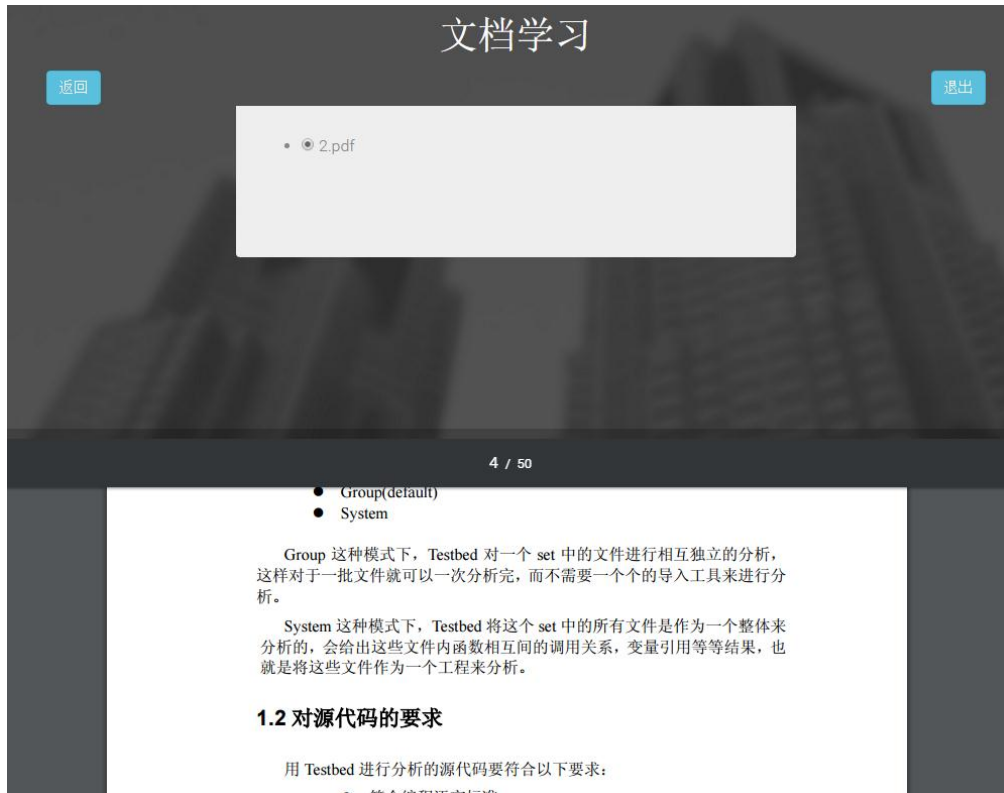 文档学习
返回
退出
2.pdf
4 / 50
Group(default)
System
Group 这种模式下，Testbed 对一个 set 中的文件进行相互独立的分析，
这样对于一批文件就可以一次分析完，而不需要一个个的导入工具来进行分
析。
System 这种模式下，Testbed 将这个 set 中的所有文件是作为一个整体来
分析的，会给出这些文件内函数相互间的调用关系，变量引用等等结果，也
就是将这些文件作为一个工程来分析。
1.2 对源代码的要求
用 Testbed 进行分析的源代码要符合以下要求：